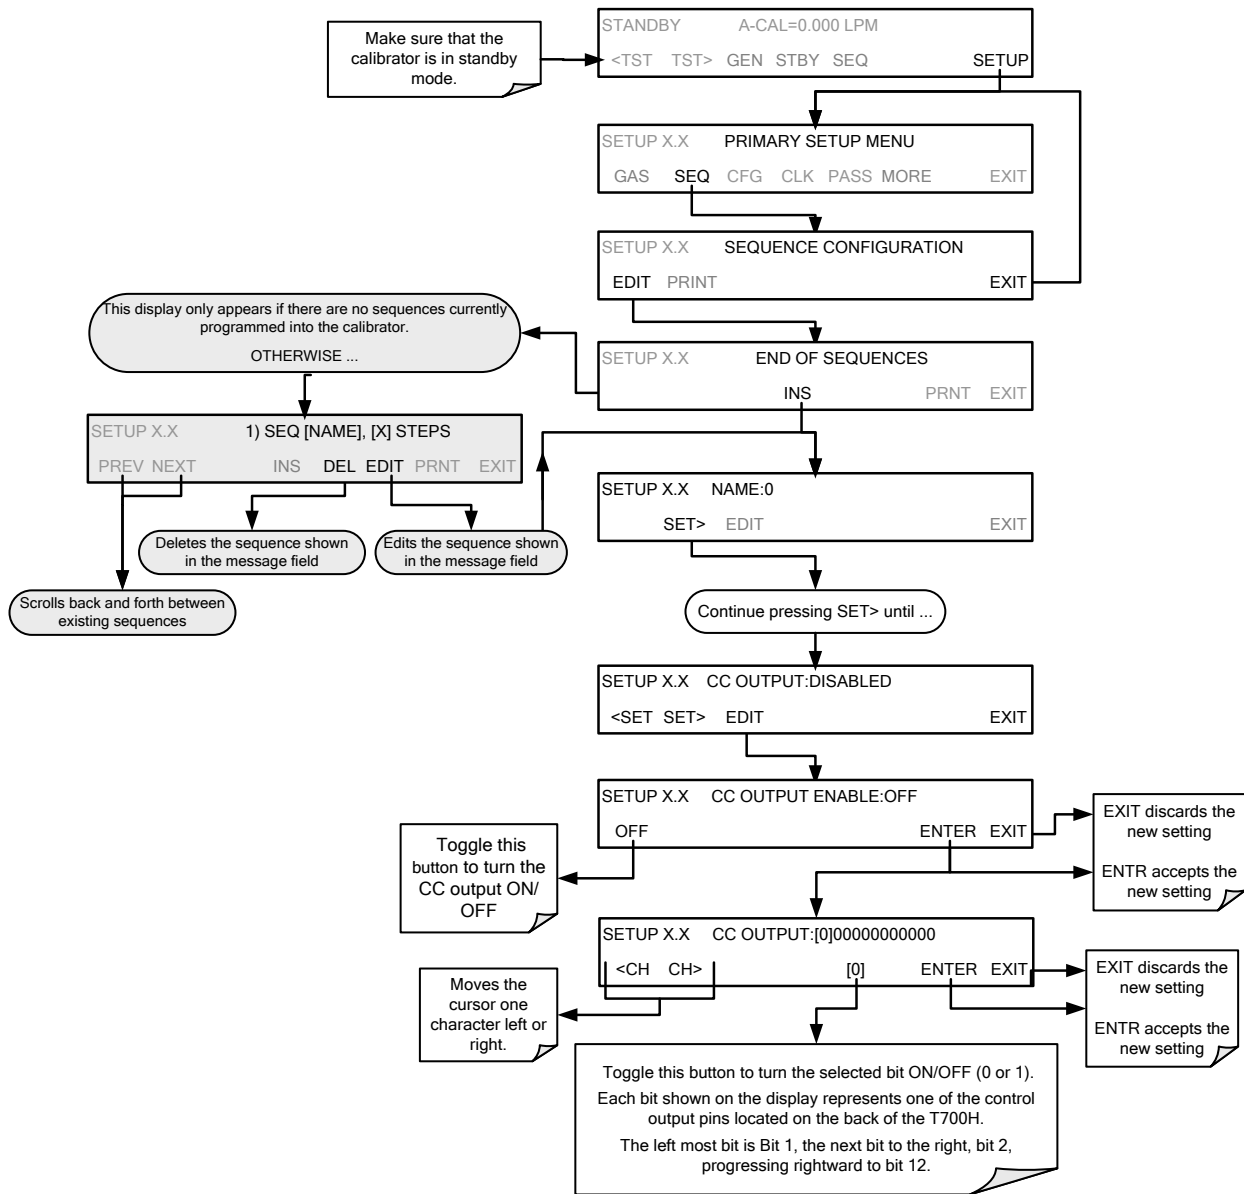 Make sure that the
calibrator is in standby
mode.
STANDBY A-CAL=0.000 LPM
<TST TST> GEN STBY SEQ SETUP
SETUP X.X PRIMARY SETUP MENU
GAS SEQ CFG CLK PASS MORE EXIT
SETUP X.X SEQUENCE CONFIGURATION
EDIT PRINT EXIT
This display only appears if there are no sequences currently
programmed into the calibrator.
OTHERWISE ...
SETUP X.X END OF SEQUENCES
INS PRNT EXIT
SETUP X.X 1) SEQ [NAME], [X] STEPS
PREV NEXT INS DEL EDIT PRNT EXIT
Deletes the sequence shown
in the message field
Edits the sequence shown
in the message field
Scrolls back and forth between
existing sequences
SETUP X.X NAME:0
SET> EDIT EXIT
Continue pressing SET> until ...
SETUP X.X CC OUTPUT:DISABLED
<SET SET> EDIT EXIT
SETUP X.X CC OUTPUT ENABLE:OFF
OFF ENTER EXIT
Toggle this
button to turn the
CC output ON/
OFF
EXIT discards the
new setting
ENTR accepts the
new setting
SETUP X.X CC OUTPUT:[0]00000000000
<CH CH> [0] ENTER EXIT
Moves the
cursor one
character left or
right.
EXIT discards the
new setting
ENTR accepts the
new setting
Toggle this button to turn the selected bit ON/OFF (0 or 1).
Each bit shown on the display represents one of the control
output pins located on the back of the T700H.
The left most bit is Bit 1, the next bit to the right, bit 2,
progressing rightward to bit 12.